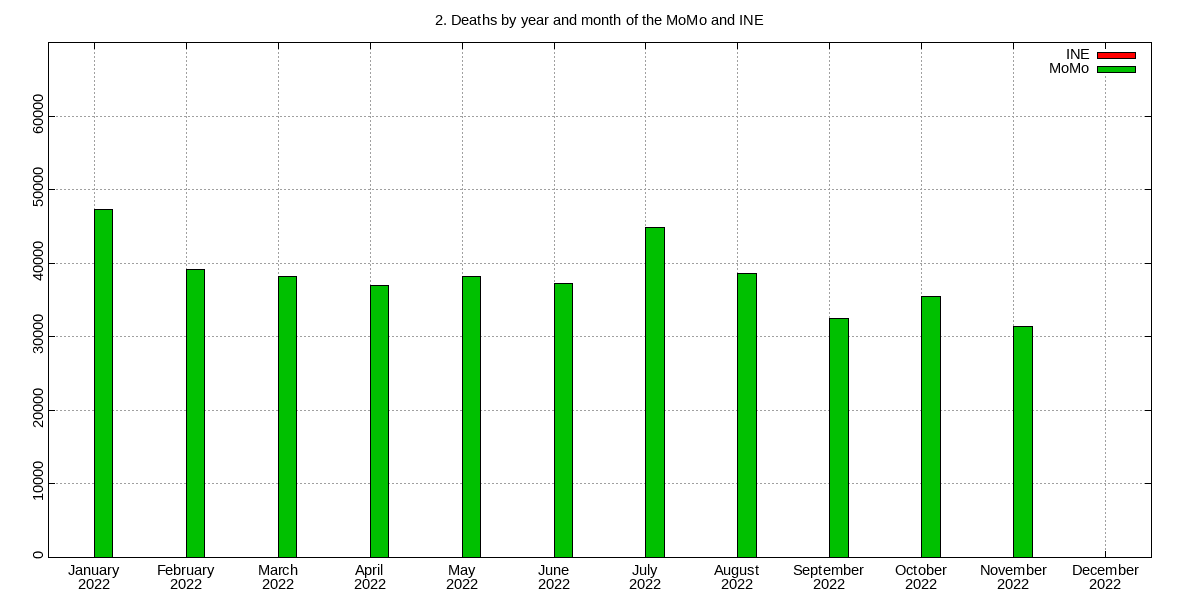 2. Deaths by year and month of the MoMo and INE
INE
MoMo
60000
50000
40000
30000
20000
10000
0
January February March April May June July August September October November December
2022 2022 2022 2022 2022 2022 2022 2022 2022 2022 2022 2022